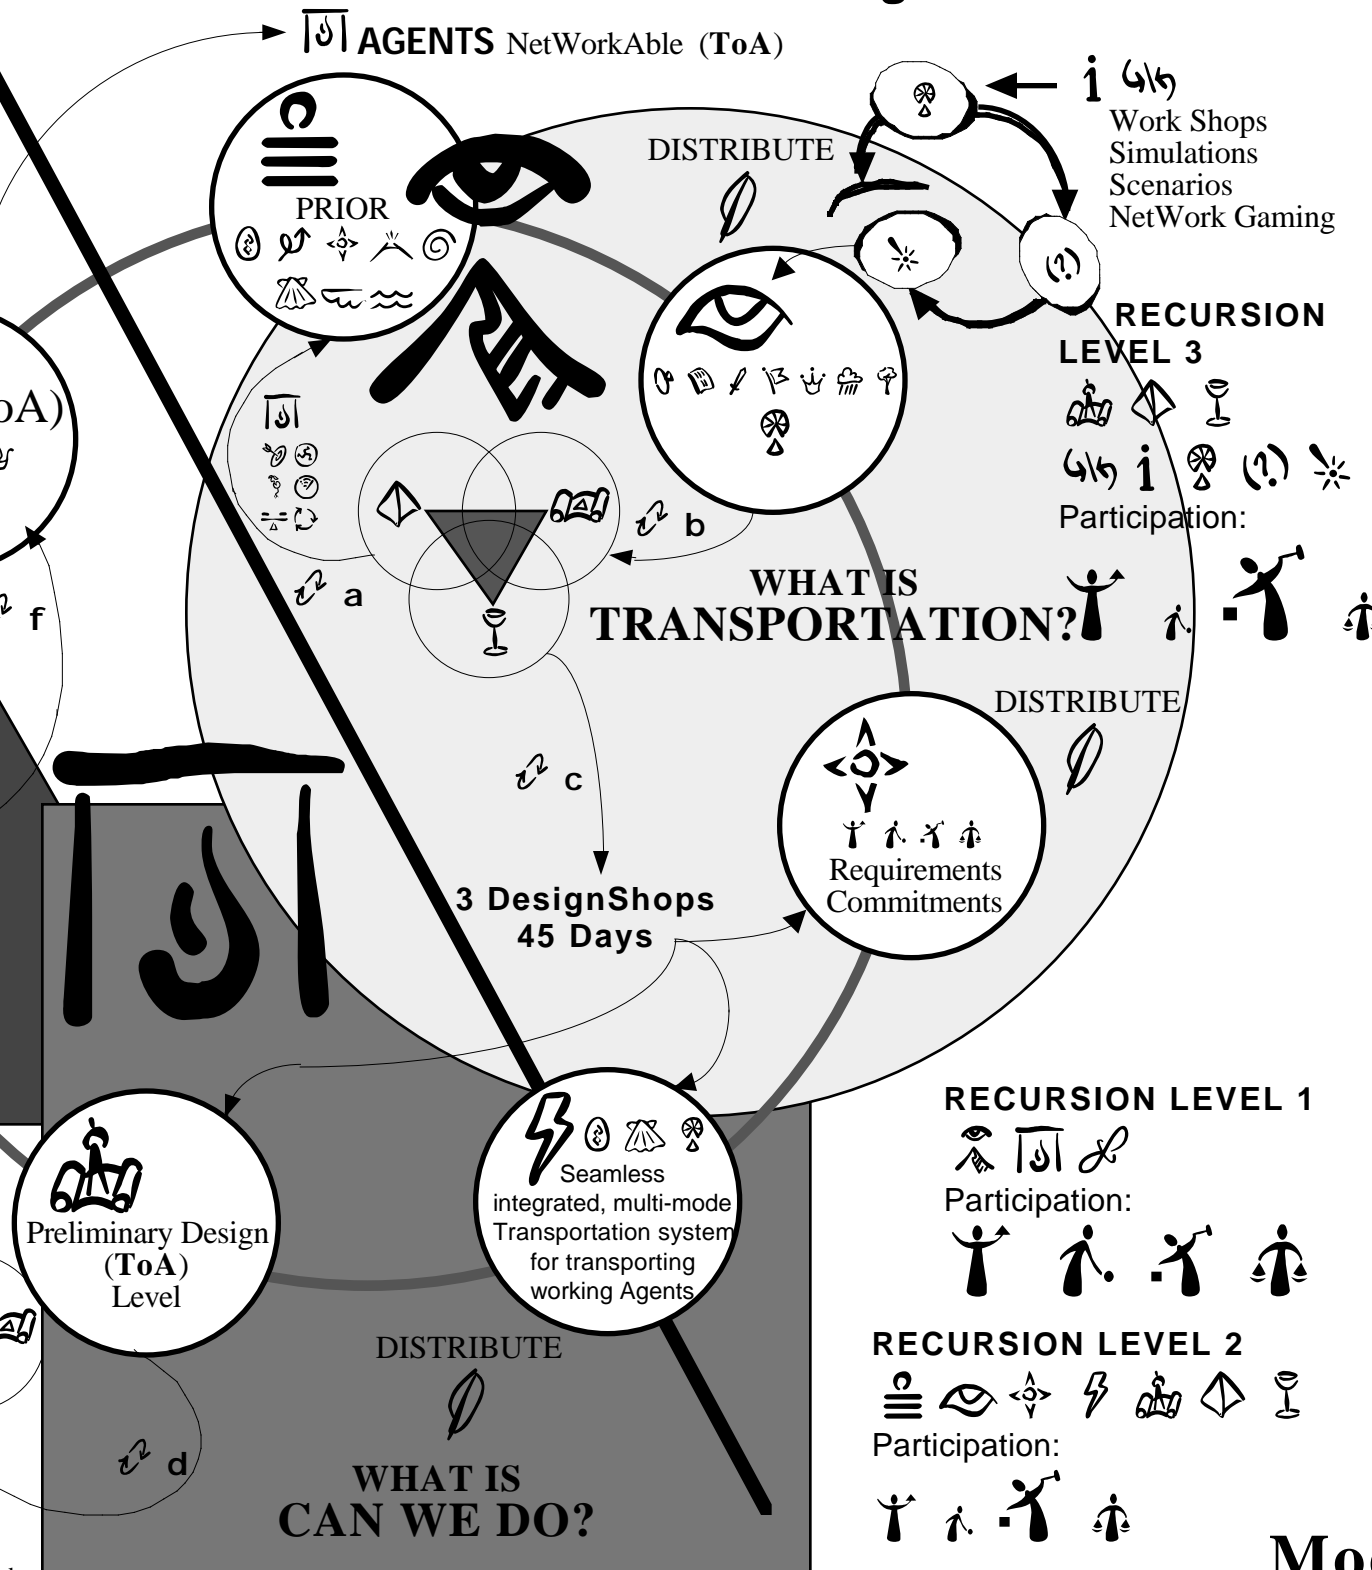 AGENTS NetWorkAble (ToA)
Work Shops
Simulations
Scenarios
NetWork Gaming
DISTRIBUTE
PRIOR
RECURSION
LEVEL 3
Participation:
oA)
a
b
f
WHAT IS
TRANSPORTATION?
DISTRIBUTE
c
3 DesignShops
45 Days
Requirements
Commitments
RECURSION LEVEL 1
Participation:
Seamless
integrated, multi-mode
Transportation system
for transporting
working Agents
Preliminary Design
(ToA)
Level
DISTRIBUTE
RECURSION LEVEL 2
Participation:
d
WHAT IS
CAN WE DO?